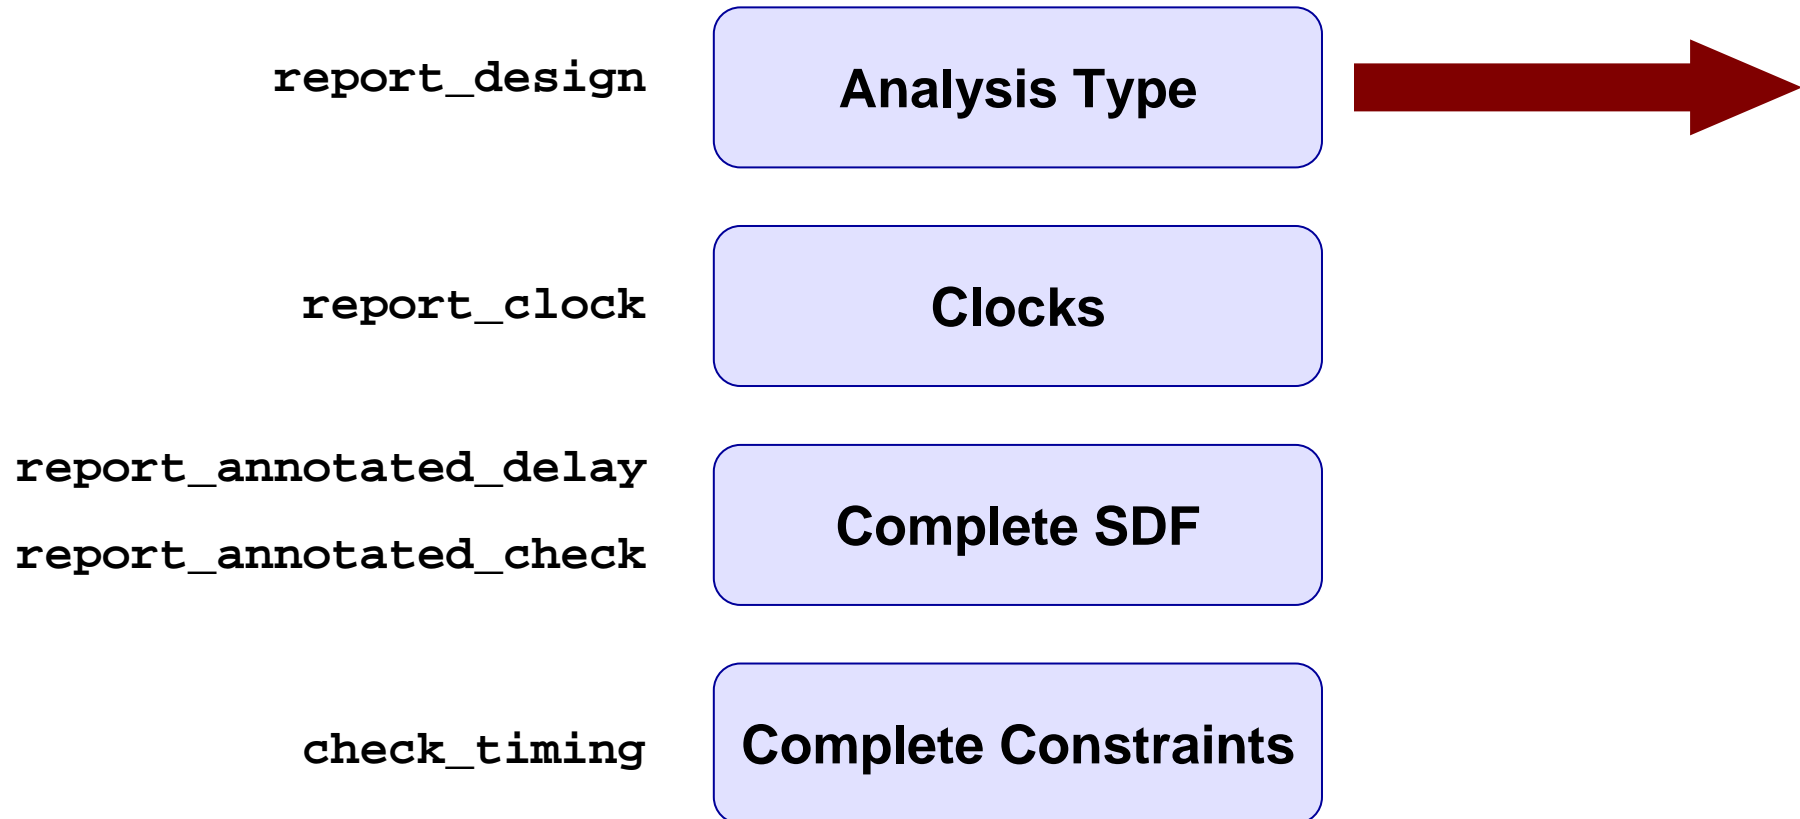 report_design
Analysis Type
report_clock
Clocks
report_annotated_delay
report_annotated_check
Complete SDF
check_timing
Complete Constraints